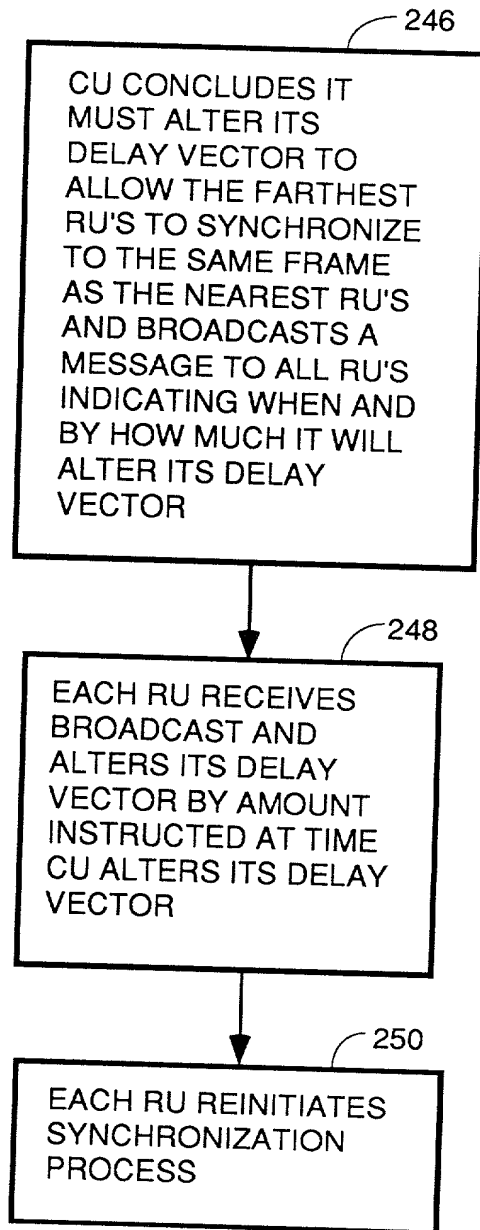 246
CU CONCLUDES IT
MUST ALTER ITS
DELAY VECTOR TO
ALLOW THE FARTHEST
RU'S TO SYNCHRONIZE
TO THE SAME FRAME
AS THE NEAREST RU'S
AND BROADCASTS A
MESSAGE TO ALL RU'S
INDICATING WHEN AND
BY HOW MUCH IT WILL
ALTER ITS DELAY
VECTOR
248
EACH RU RECEIVES
BROADCAST AND
ALTERS ITS DELAY
VECTOR BY AMOUNT
INSTRUCTED AT TIME
CU ALTERS ITS DELAY
VECTOR
250
EACH RU REINITIATES
SYNCHRONIZATION
PROCESS